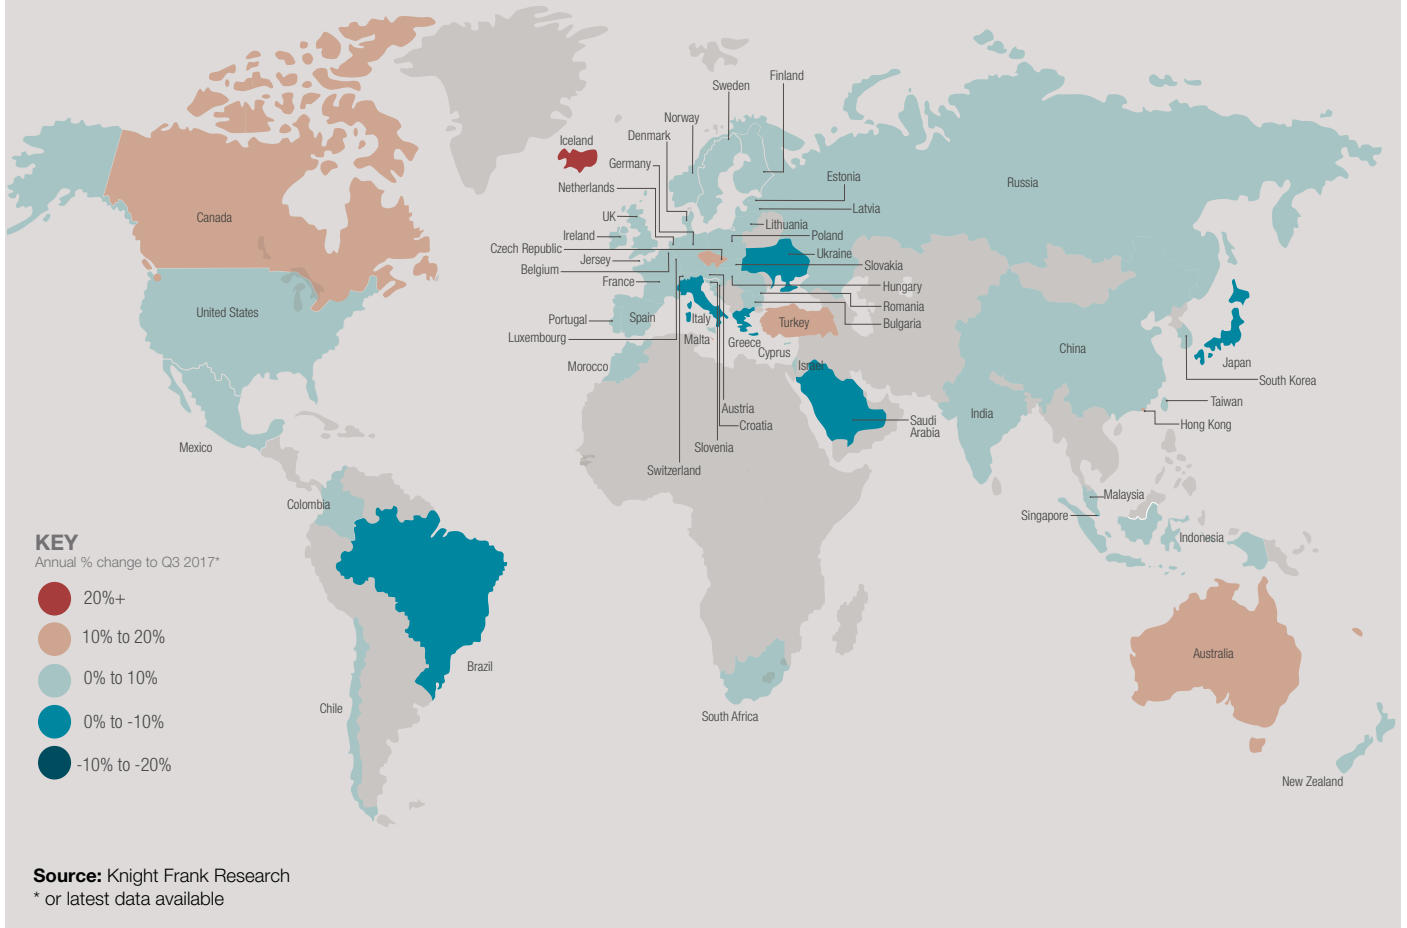 Finland
Sweden
Norway
Denmark
Iceland
Germany
Estonia
Netherlands
Russia
Latvia
UK
Canada
Lithuania
Ireland
Poland
Czech Republic
Ukraine
Jersey
Slovakia
Belgium
France
Hungary
Romania
United States
Spain
Italy
Turkey
Portugal
Bulgaria
Luxembourg
Malta
Greece
Cyprus
China
Japan
Morocco
Israel
South Korea
Taiwan
Austria
India
Saudi
Arabia
Croatia
Hong Kong
Mexico
Slovenia
Switzerland
Malaysia
Colombia
Singapore
Indonesia
KEY
Annual % change to Q3 2017*
20%+
10% to 20%
0% to 10%
0% to -10%
-10% to -20%
Brazil
Australia
Chile
South Africa
New Zealand
Source: Knight Frank Research
* or latest data available